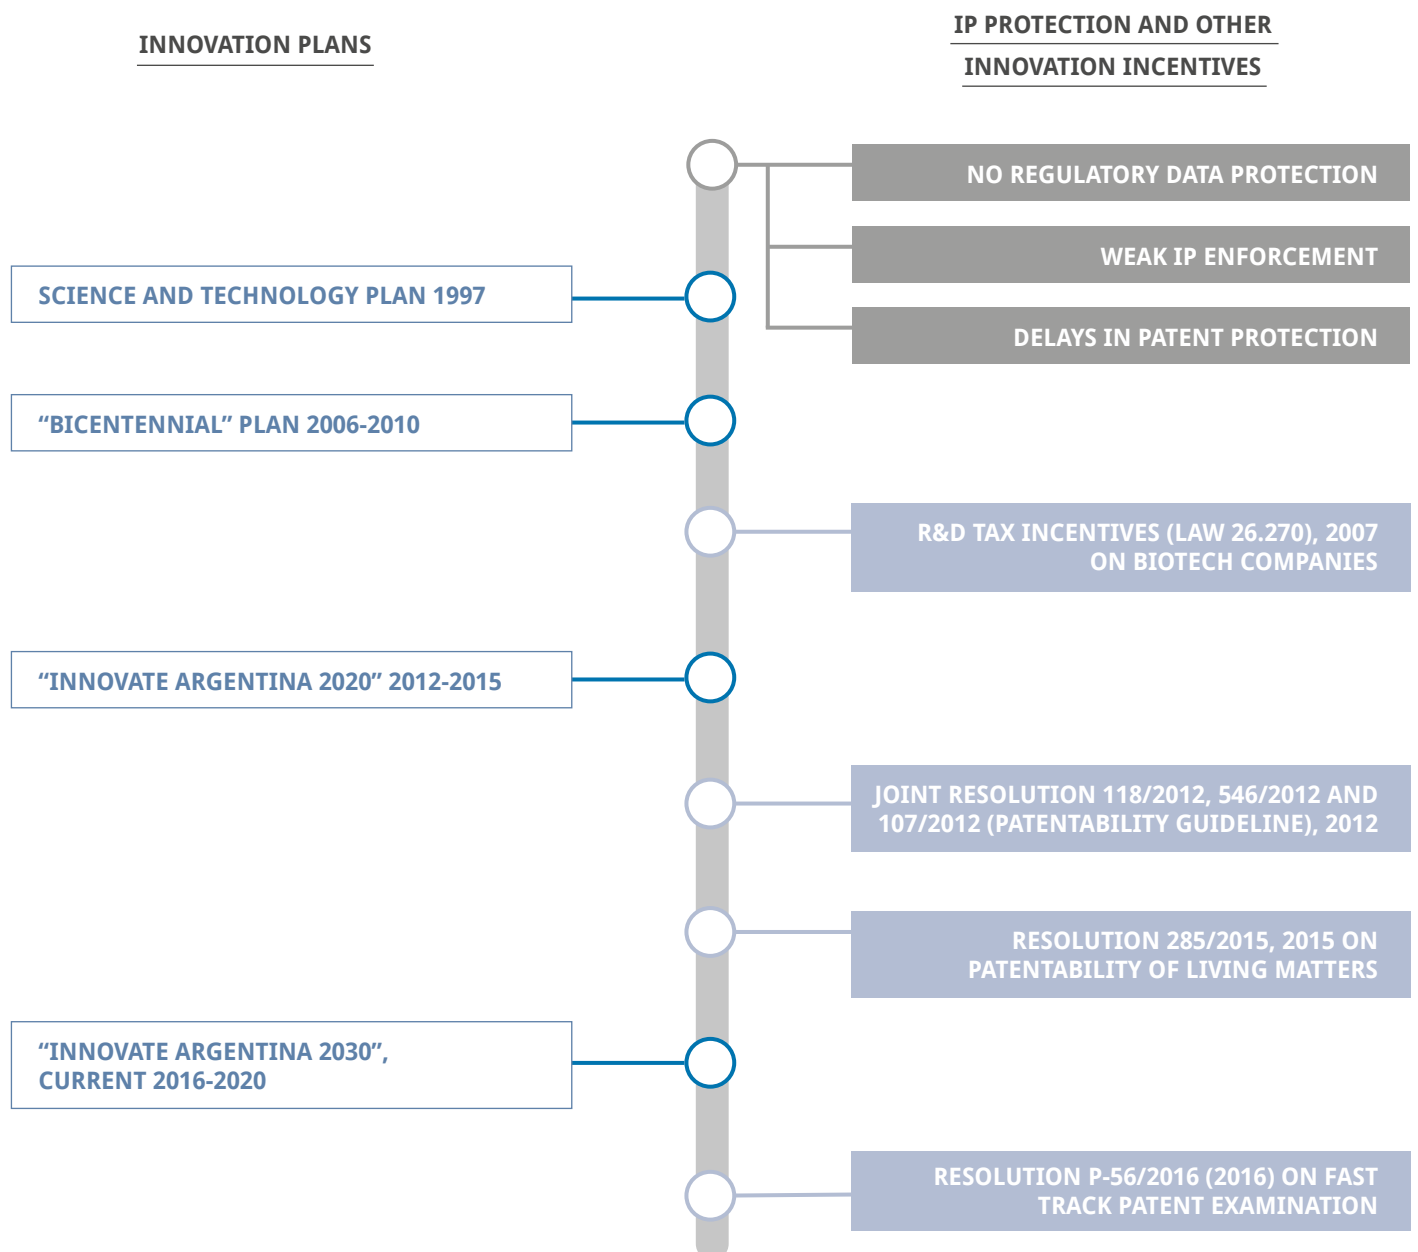 INNOVATION PLANS
IP PROTECTION AND OTHER
INNOVATION INCENTIVES
NO REGULATORY DATA PROTECTION
WEAK IP ENFORCEMENT
SCIENCE AND TECHNOLOGY PLAN 1997
DELAYS IN PATENT PROTECTION
“BICENTENNIAL” PLAN 2006-2010
R&D TAX INCENTIVES (LAW 26.270), 2007
ON BIOTECH COMPANIES
“INNOVATE ARGENTINA 2020” 2012-2015
JOINT RESOLUTION 118/2012, 546/2012 AND
107/2012 (PATENTABILITY GUIDELINE), 2012
RESOLUTION 285/2015, 2015 ON
PATENTABILITY OF LIVING MATTERS
“INNOVATE ARGENTINA 2030”,
CURRENT 2016-2020
RESOLUTION P-56/2016 (2016) ON FAST
TRACK PATENT EXAMINATION